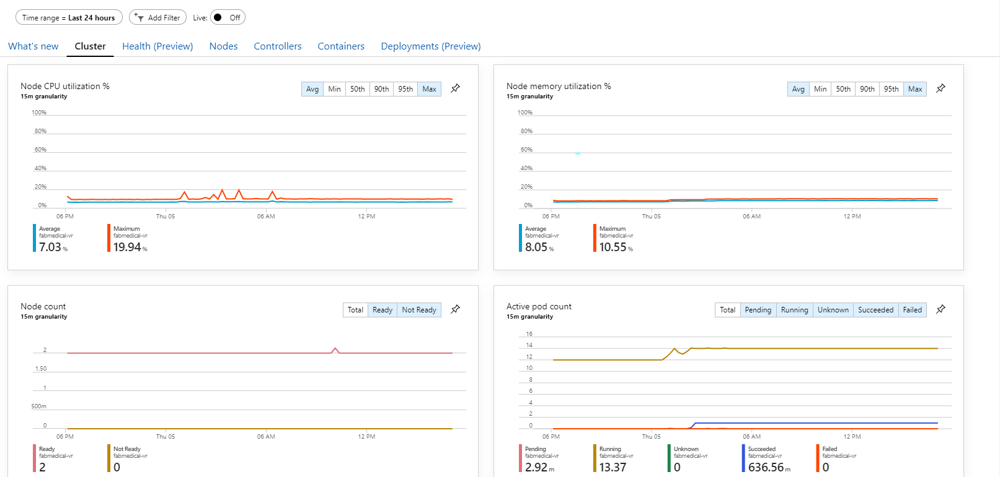 Time range = Last 24 hours Add Filter Live: Off
What's new Cluster Health (Preview) Nodes Controllers Containers Deployments (Preview)
Node CPU utilization %
15m granularity
Avg Min 50th 90th 95th Max
100%
80%
60%
40%
20%
0%
06 PM Thu 05 06 AM 12 PM
Average Maximum
fabmedical-vr fabmedical-vr
7.03 % 19.94 %
Node memory utilization %
15m granularity
Avg Min 50th 90th 95th Max
100%
80%
60%
40%
20%
0%
06 PM Thu 05 06 AM 12 PM
Average Maximum
fabmedical-vr fabmedical-vr
8.05 % 10.55 %
Node count
15m granularity
Total Ready Not Ready
2
1.50
1
500m
0
06 PM Thu 05 06 AM 12 PM
Ready Not Ready
fabmedical-vr fabmedical-vr
2 0
Active pod count
15m granularity
Total Pending Running Unknown Succeeded Failed
16
14
12
10
8
6
4
2
0
06 PM Thu 05 06 AM 12 PM
Pending Running Unknown Succeeded Failed
fabmedical-vr fabmedical-vr fabmedical-vr fabmedical-vr fabmedical-vr
2.92 m 13.37 0 636.56 m 0